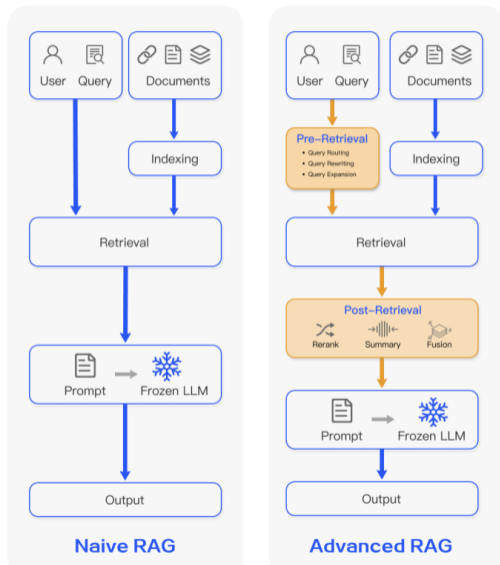 User Query
Documents
Indexing
Retrieval
Prompt
Frozen LLM
Output
Naive RAG
User Query
Documents
Pre-Retrieval
• Query Routing
• Query Rewriting
• Query Expansion
Indexing
Retrieval
Post-Retrieval
Rerank
Summary
Fusion
Prompt
Frozen LLM
Output
Advanced RAG